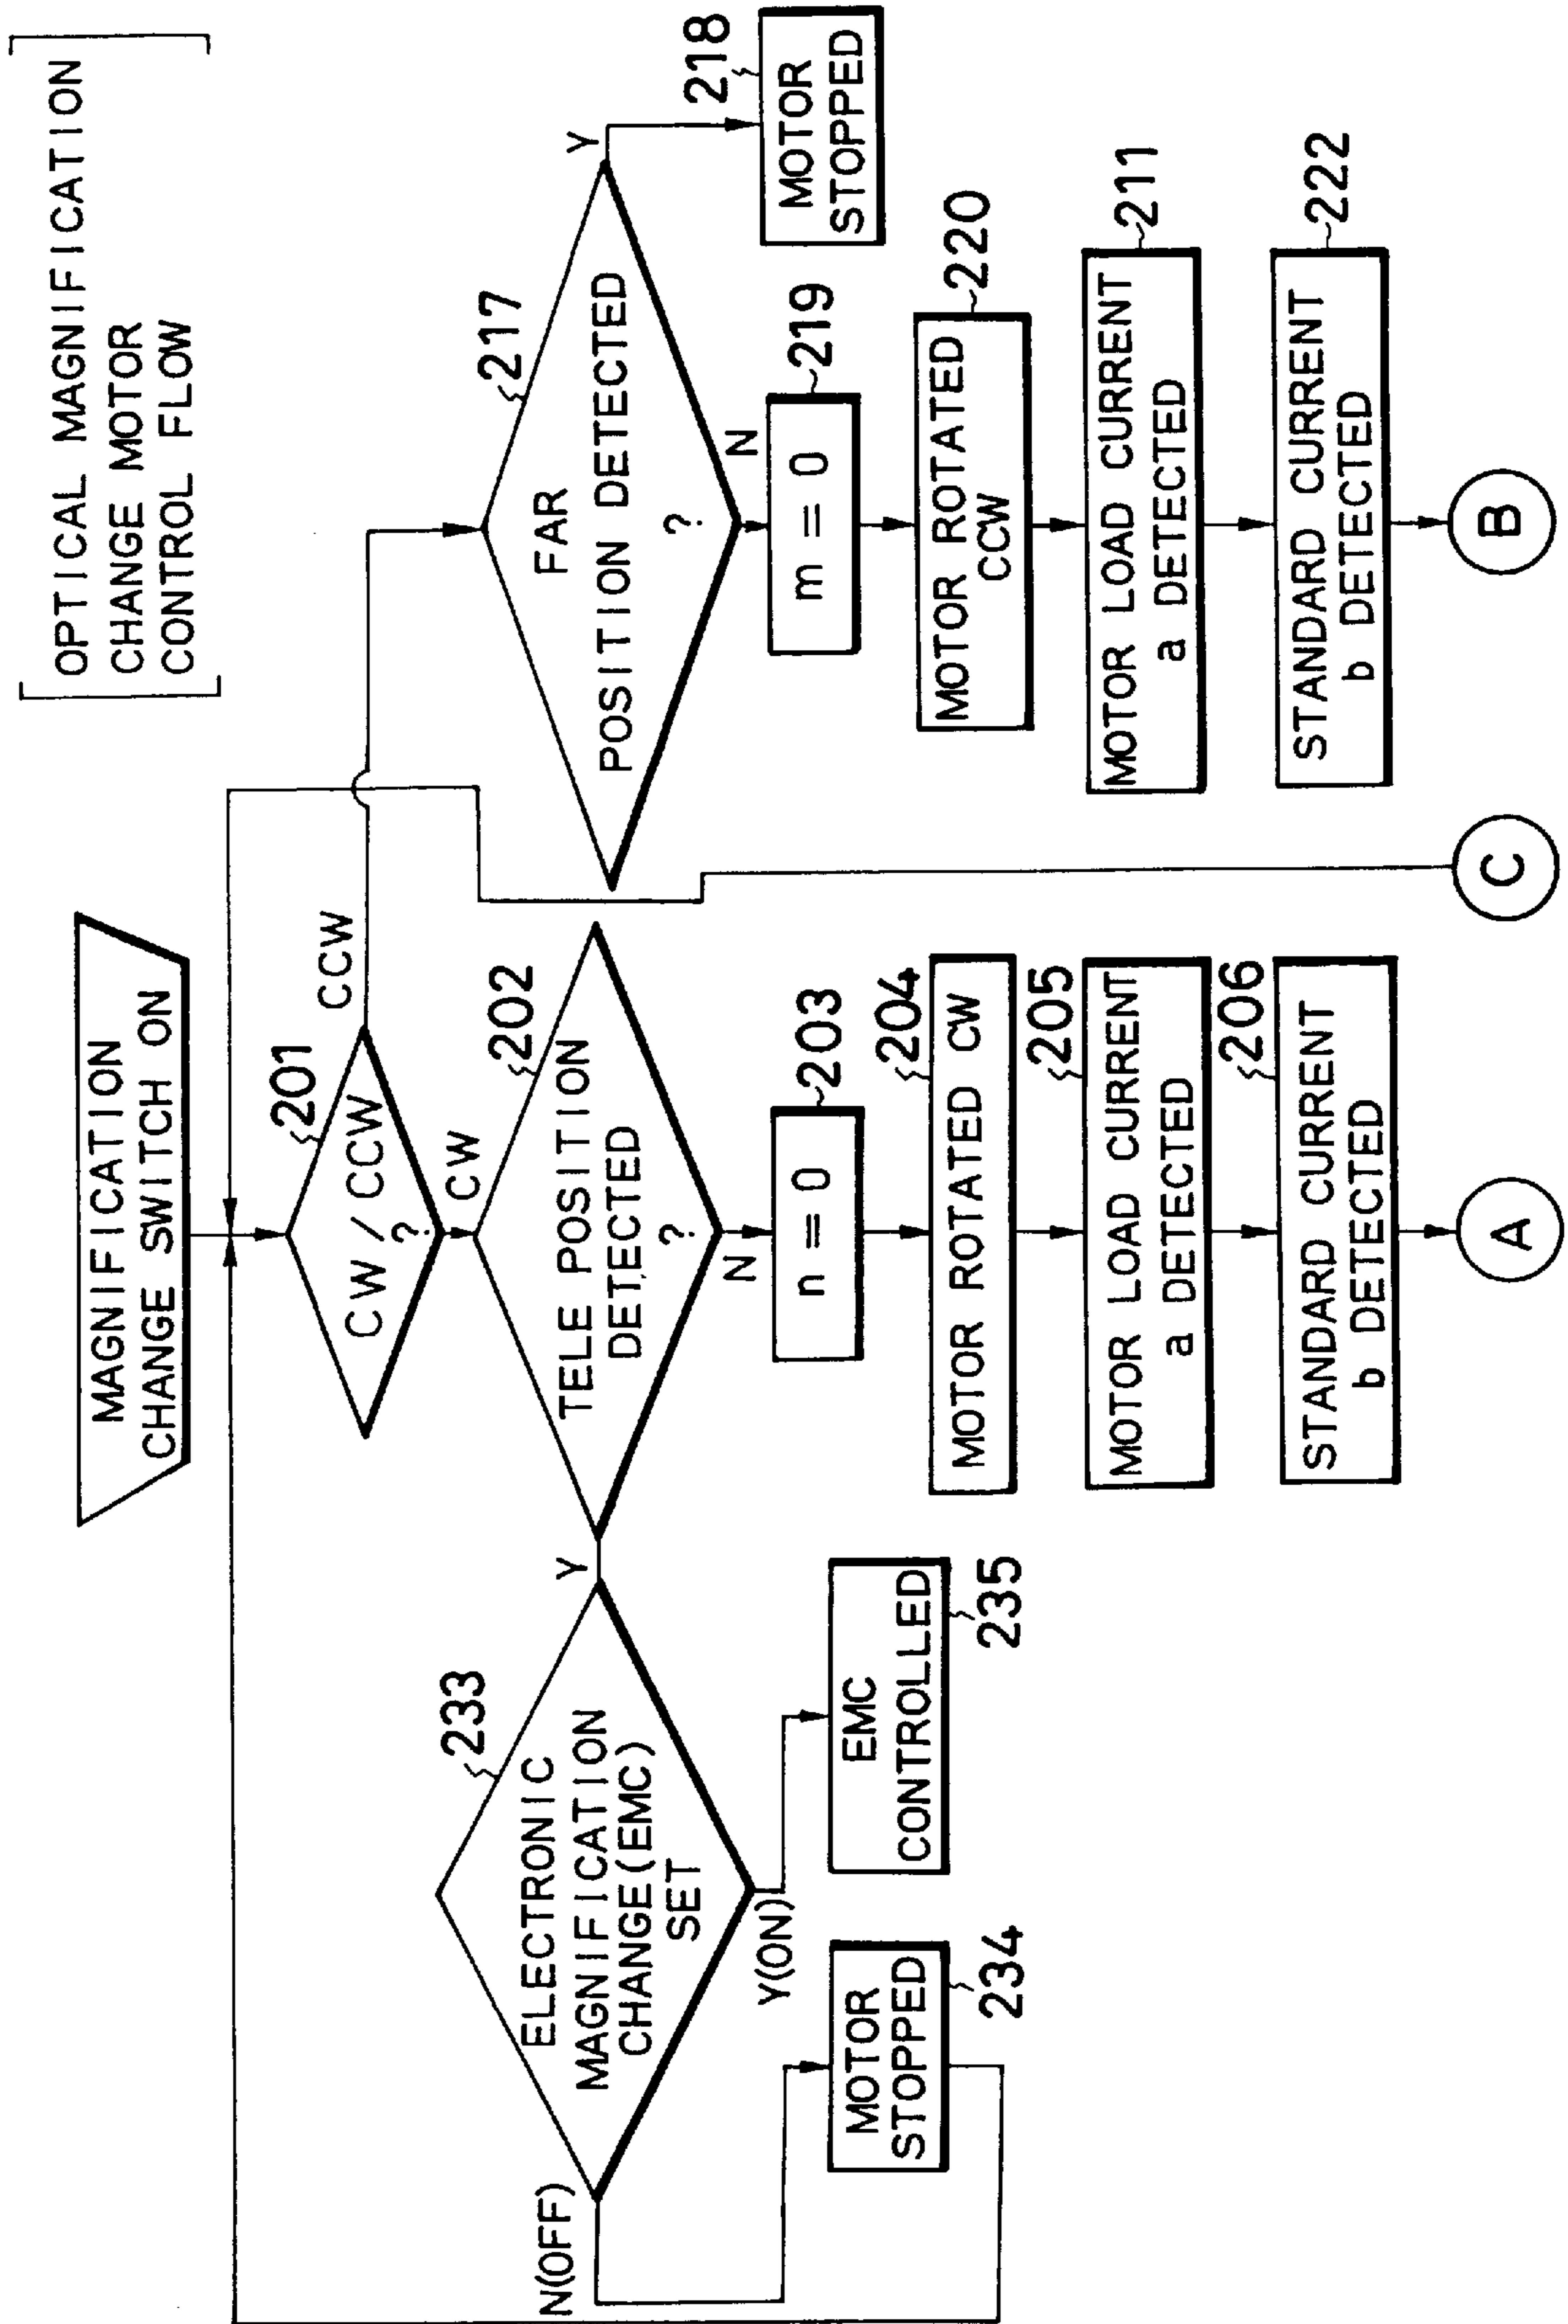 [OPTICAL MAGNIFICATION
CHANGE MOTOR
CONTROL FLOW]
MAGNIFICATION
CHANGE SWITCH ON
201
CW / CCW
?
CCW
CW
202
TELE POSITION
DETECTED
?
Y
N
233
ELECTRONIC
MAGNIFICATION
CHANGE(EMC)
SET
N(OFF)
Y(ON)
MOTOR
STOPPED
234
EMC
CONTROLLED
235
203
n = 0
204
MOTOR ROTATED CW
205
MOTOR LOAD CURRENT
a DETECTED
206
STANDARD CURRENT
b DETECTED
A
C
217
FAR
POSITION DETECTED
?
Y
N
218
MOTOR
STOPPED
219
m = 0
220
MOTOR ROTATED
CCW
211
MOTOR LOAD CURRENT
a DETECTED
222
STANDARD CURRENT
b DETECTED
B